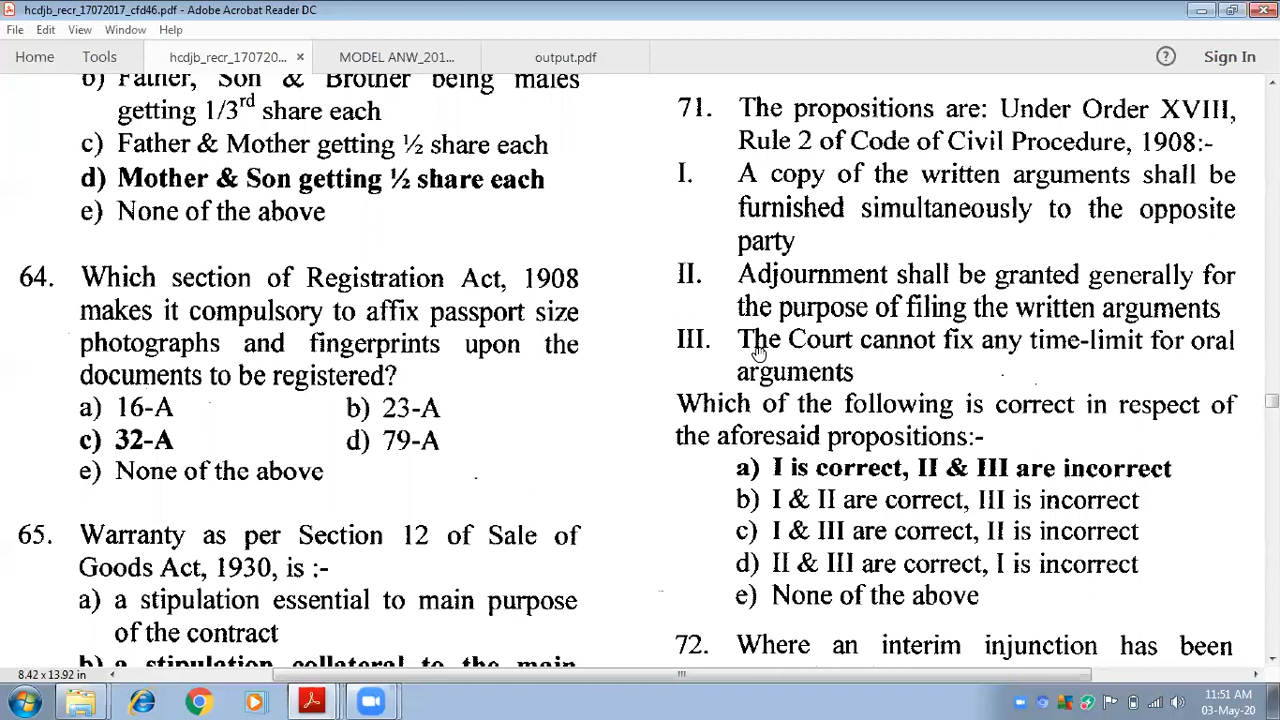 hcdjb_recr_17072017_cfd46.pdf - Adobe Acrobat Reader DC
File Edit View Window Help
Home Tools hcdjb_recr_170720... × MODEL ANW_201... output.pdf ? Sign In
b) Father, Son & Brother being males
getting 1/3rd share each
c) Father & Mother getting ½ share each
d) Mother & Son getting ½ share each
e) None of the above
64. Which section of Registration Act, 1908
makes it compulsory to affix passport size
photographs and fingerprints upon the
documents to be registered?
a) 16-A b) 23-A
c) 32-A d) 79-A
e) None of the above
65. Warranty as per Section 12 of Sale of
Goods Act, 1930, is :-
a) a stipulation essential to main purpose
of the contract
b) a stipulation collateral to the main
71. The propositions are: Under Order XVIII,
Rule 2 of Code of Civil Procedure, 1908:-
I. A copy of the written arguments shall be
furnished simultaneously to the opposite
party
II. Adjournment shall be granted generally for
the purpose of filing the written arguments
III. The Court cannot fix any time-limit for oral
arguments
Which of the following is correct in respect of
the aforesaid propositions:-
a) I is correct, II & III are incorrect
b) I & II are correct, III is incorrect
c) I & III are correct, II is incorrect
d) II & III are correct, I is incorrect
e) None of the above
72. Where an interim injunction has been
8.42 x 13.92 in
11:51 AM
03-May-20